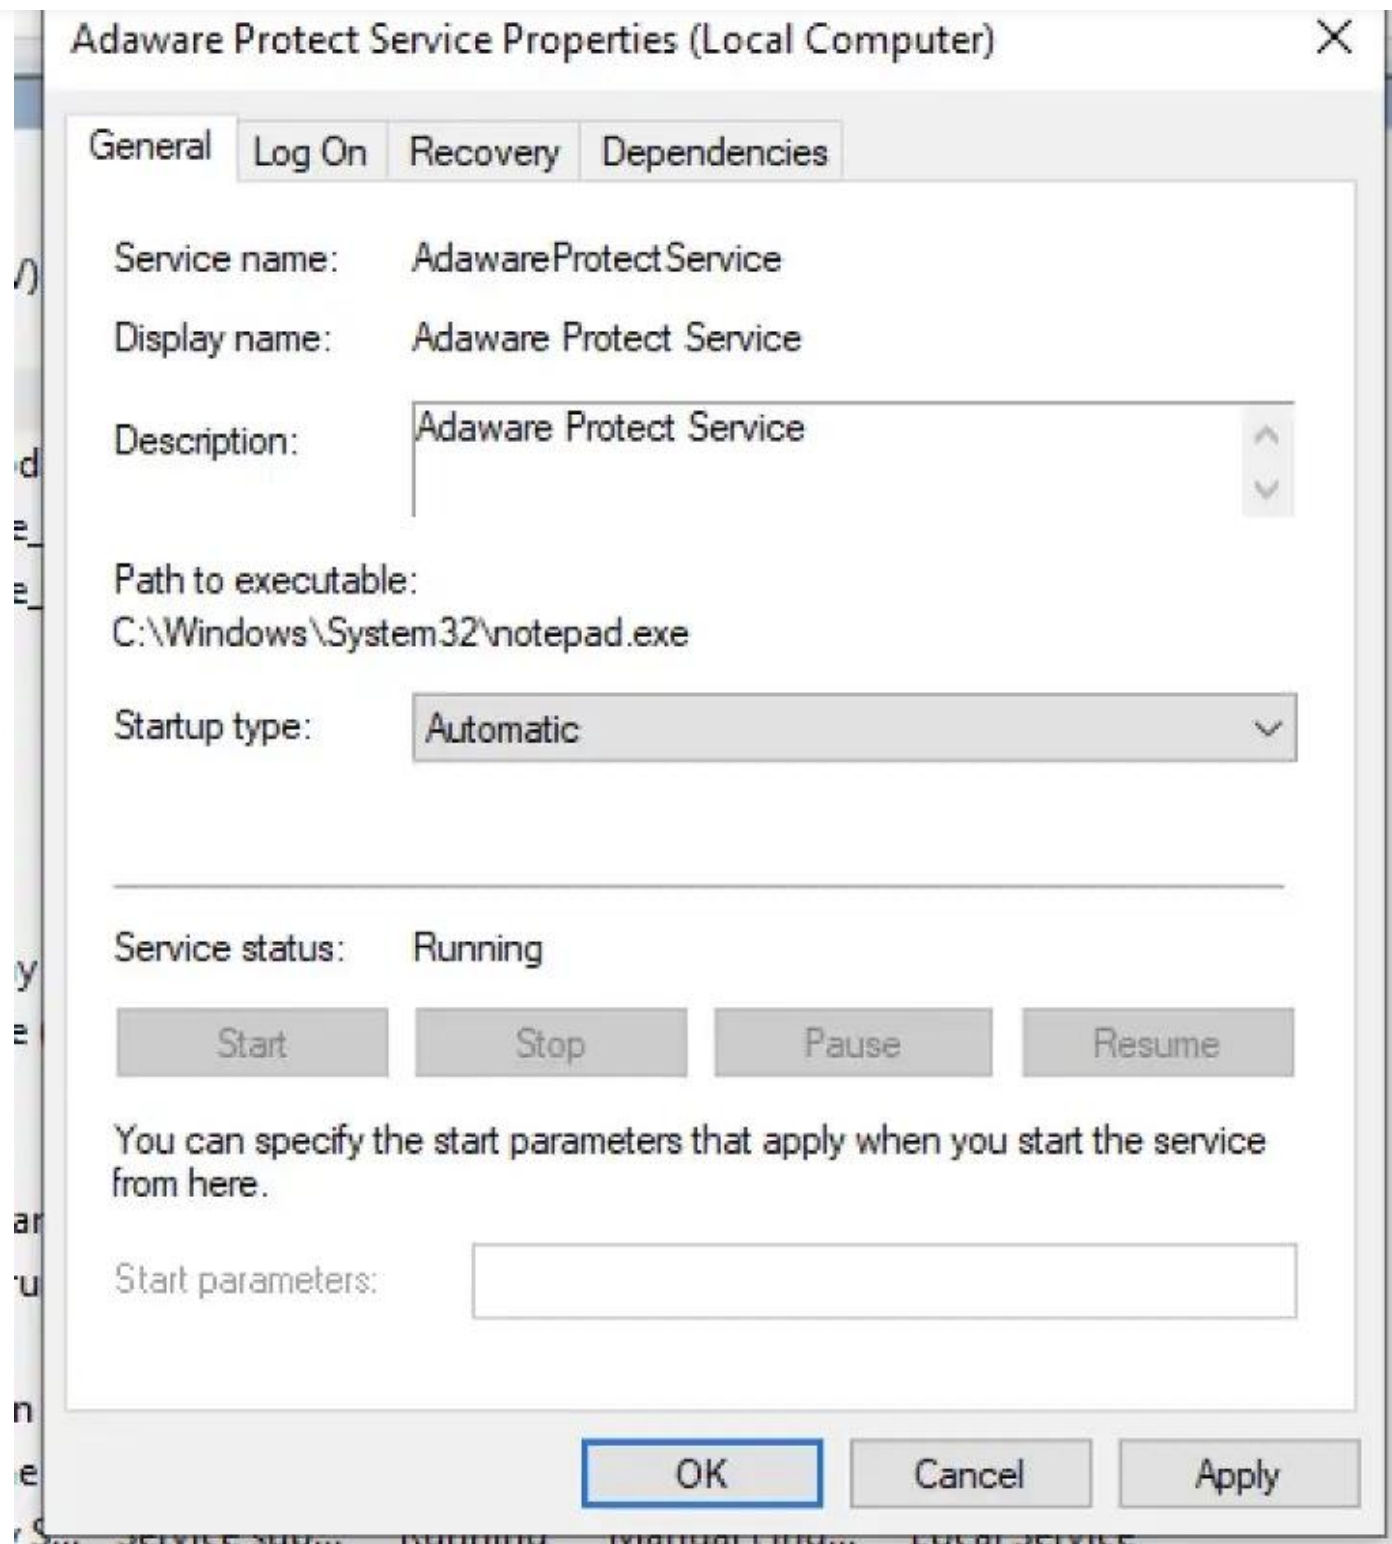 Adaware Protect Service Properties (Local Computer)
General Log On Recovery Dependencies
Service name: AdawareProtectService
Display name: Adaware Protect Service
Description: Adaware Protect Service
Path to executable:
C:\Windows\System32\notepad.exe
Startup type: Automatic
Service status: Running
Start Stop Pause Resume
You can specify the start parameters that apply when you start the service
from here.
Start parameters:
OK Cancel Apply